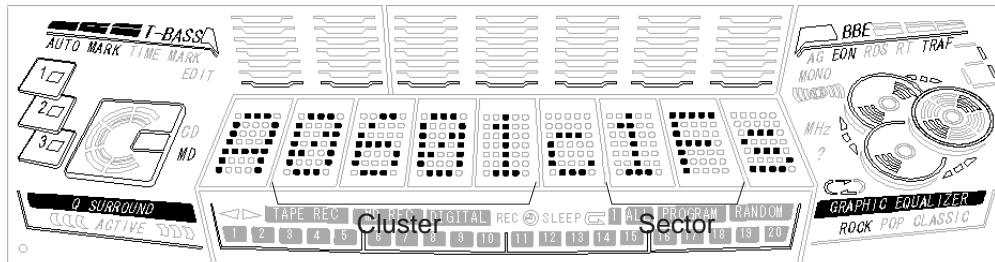 T-BASS
AUTO MARK TIME MARK
EDIT
1
2
3
CD
MD
Q SURROUND
ACTIVE
TAPE REC
DIGITAL REC SLEEP 1 ALL PROGRAM RANDOM
Cluster
Sector
1 2 3 4 5 6 7 8 9 10 11 12 13 14 15 16 17 18 19 20
BBE
AG EON RDS RT TRAF
MONO
MHz
?
GRAPHIC EQUALIZER
ROCK POP CLASSIC